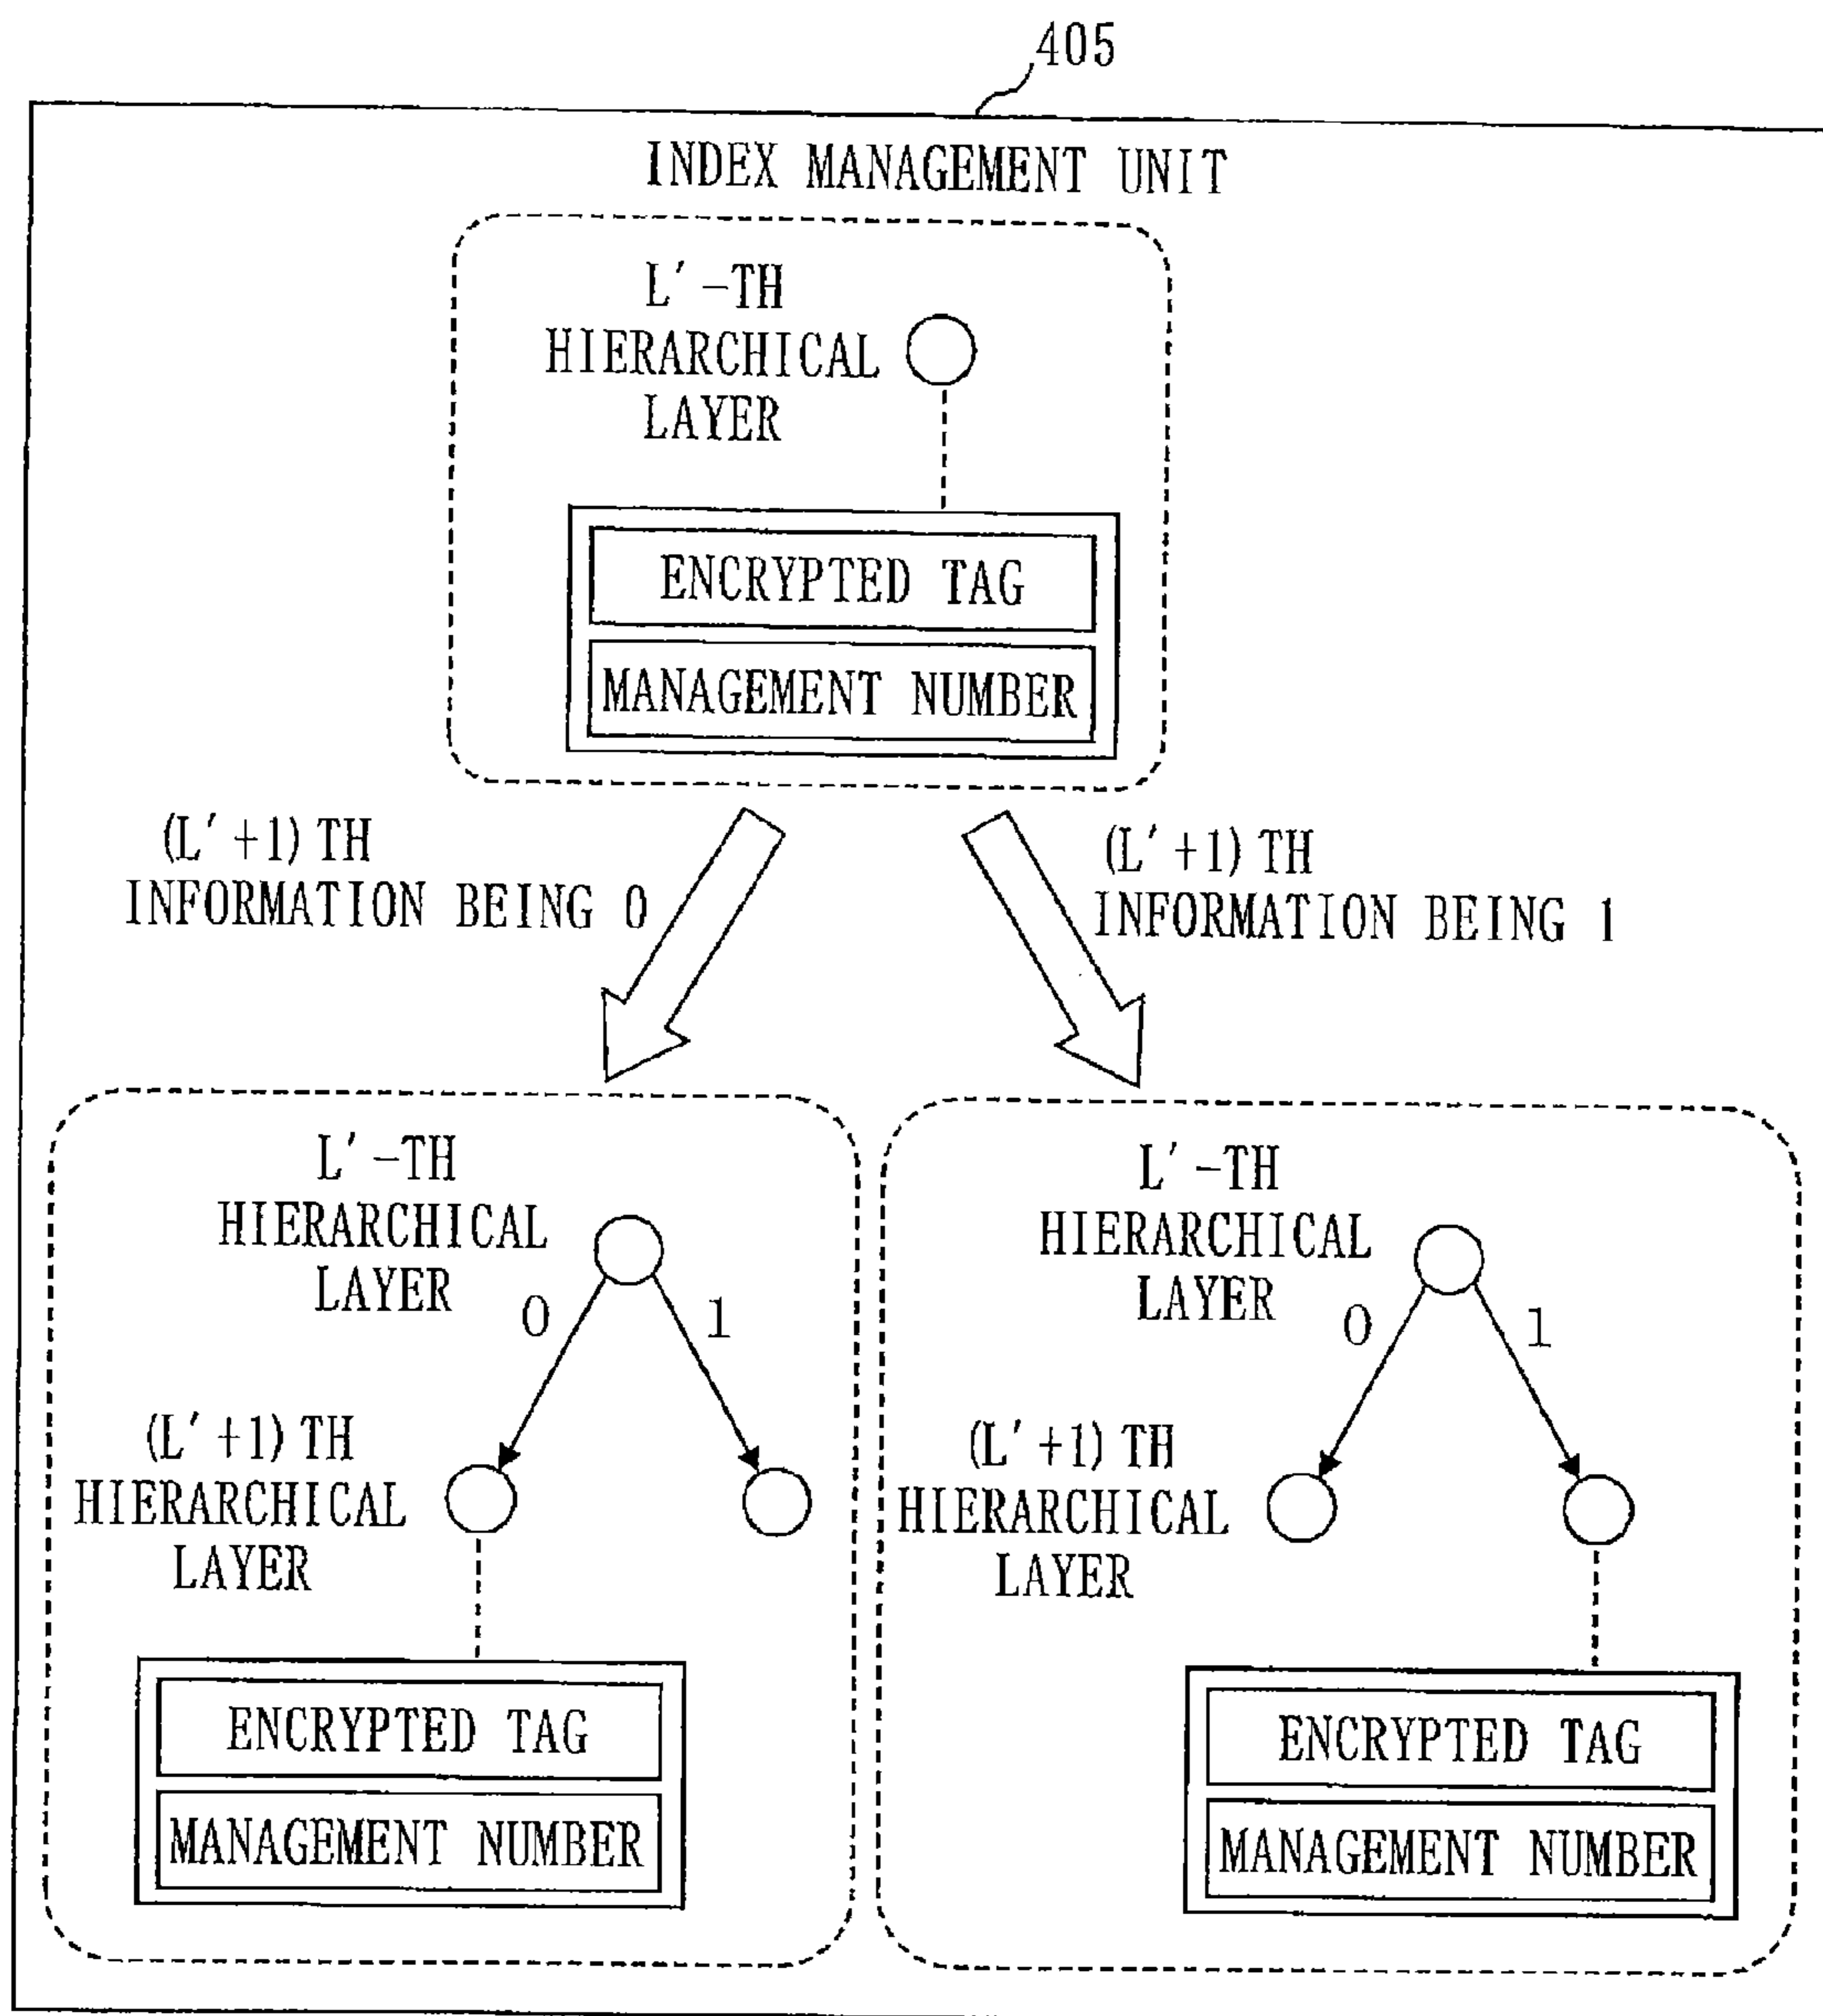 405
INDEX MANAGEMENT UNIT
L'-TH
HIERARCHICAL
LAYER
ENCRYPTED TAG
MANAGEMENT NUMBER
(L'+1) TH
INFORMATION BEING 0
(L'+1) TH
INFORMATION BEING 1
L'-TH
HIERARCHICAL
LAYER
0
1
(L'+1) TH
HIERARCHICAL
LAYER
ENCRYPTED TAG
MANAGEMENT NUMBER
L'-TH
HIERARCHICAL
LAYER
0
1
(L'+1) TH
HIERARCHICAL
LAYER
ENCRYPTED TAG
MANAGEMENT NUMBER